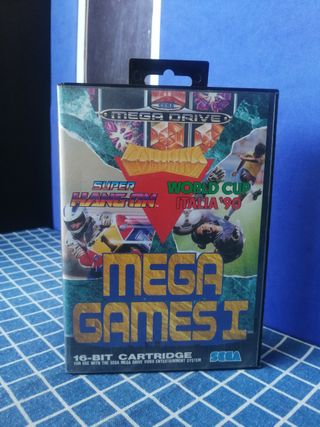 SEGA
MEGA DRIVE
COLUMNS
SUPER
HANG-ON
WORLD CUP
ITALIA '90
MEGA
GAMES I
16-BIT CARTRIDGE
FOR USE WITH THE SEGA MEGA DRIVE VIDEO ENTERTAINMENT SYSTEM
SEGA